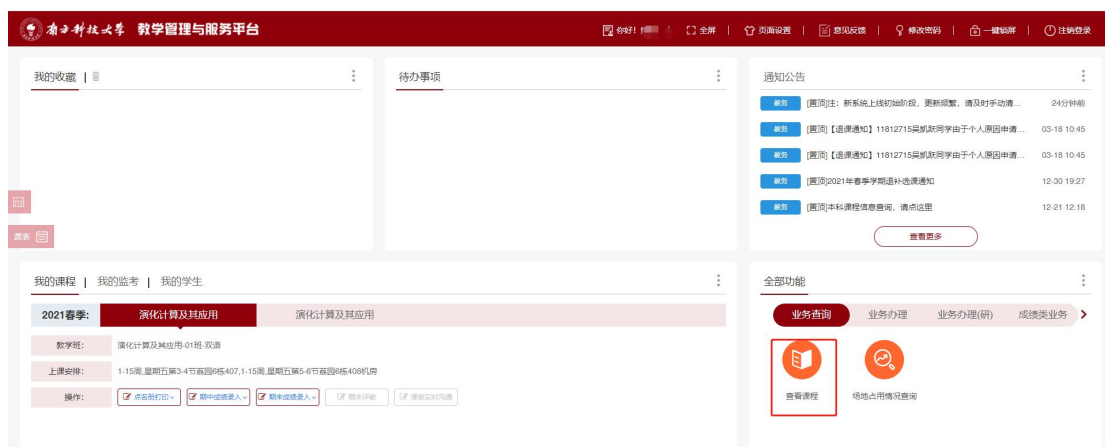 南方科技大学 教学管理与服务平台
你好!
全屏
页面设置
意见反馈
修改密码
一键锁屏
注销登录
我的收藏
待办事项
通知公告
教务 [置顶]注：新系统上线初始阶段，更新频繁，请及时手动清... 24分钟前
教务 [置顶]【退课通知】11812715吴凯跃同学由于个人原因申请... 03-18 10:45
教务 [置顶]【退课通知】11812715吴凯跃同学由于个人原因申请... 03-18 10:45
教务 [置顶]2021年春季学期退补选课通知 12-30 19:27
教务 [置顶]本科课程信息查询，请点这里 12-21 12:18
查看更多
课表
我的课程 | 我的监考 | 我的学生
2021春季: 演化计算及其应用 演化计算及其应用
教学班: 演化计算及其应用-01班-双语
上课安排: 1-15周,星期五第3-4节荔园6栋407,1-15周,星期五第5-6节荔园6栋408机房
操作: 点名册打印 期中成绩录入 期末成绩录入 期末评教 课堂实时沟通
全部功能
业务查询 业务办理 业务办理(研) 成绩类业务
查看课程 场地占用情况查询